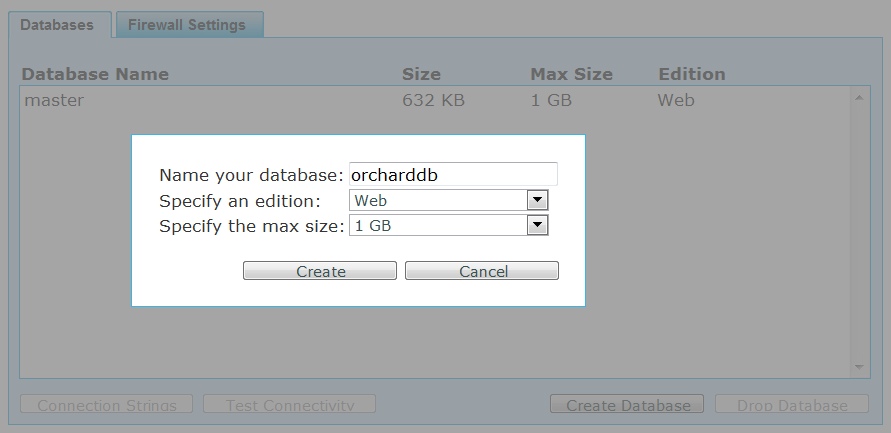 Databases Firewall Settings
Database Name Size Max Size Edition
master 632 KB 1 GB Web
Name your database: orcharddb
Specify an edition: Web
Specify the max size: 1 GB
Create Cancel
Connection Strings Test Connectivity Create Database Drop Database